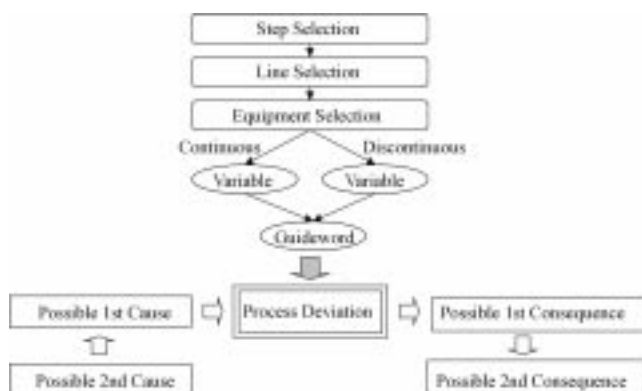 Step Selection
Line Selection
Equipment Selection
Continuous Discontinuous
Variable Variable
Guideword
Possible 1st Cause Process Deviation Possible 1st Consequence
Possible 2nd Cause Possible 2nd Consequence